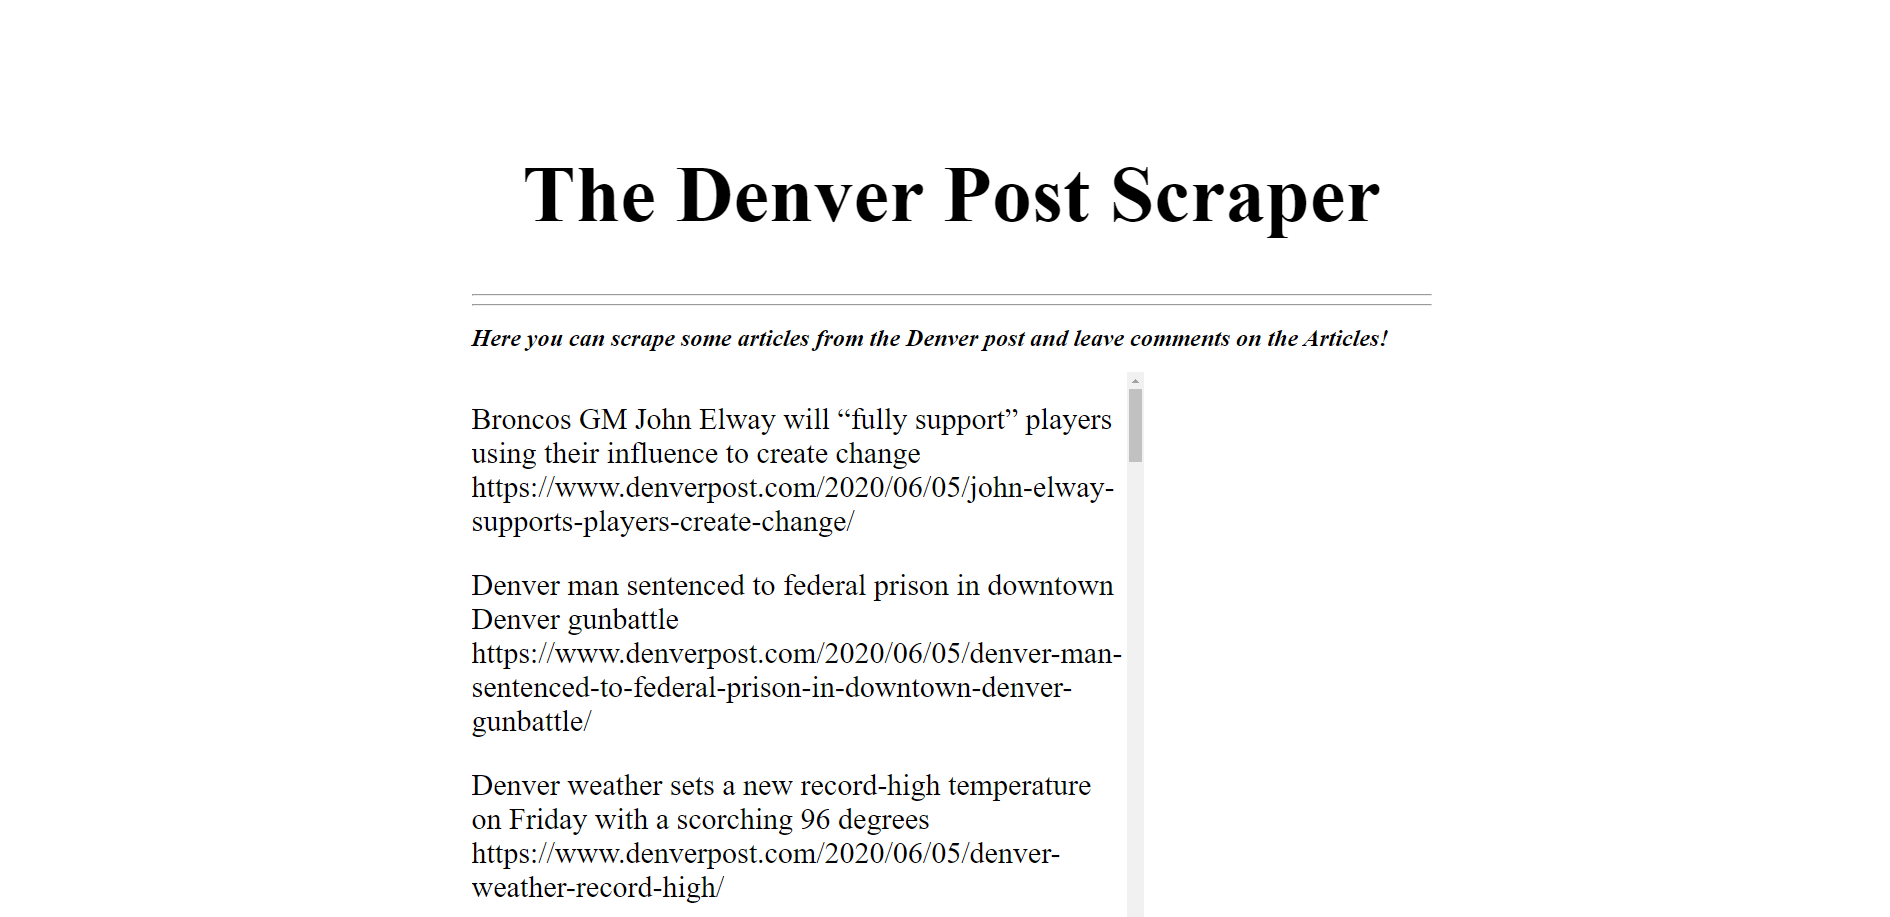 The Denver Post Scraper
Here you can scrape some articles from the Denver post and leave comments on the Articles!
Broncos GM John Elway will “fully support” players
using their influence to create change
https://www.denverpost.com/2020/06/05/john-elway-
supports-players-create-change/
Denver man sentenced to federal prison in downtown
Denver gunbattle
https://www.denverpost.com/2020/06/05/denver-man-
sentenced-to-federal-prison-in-downtown-denver-
gunbattle/
Denver weather sets a new record-high temperature
on Friday with a scorching 96 degrees
https://www.denverpost.com/2020/06/05/denver-
weather-record-high/